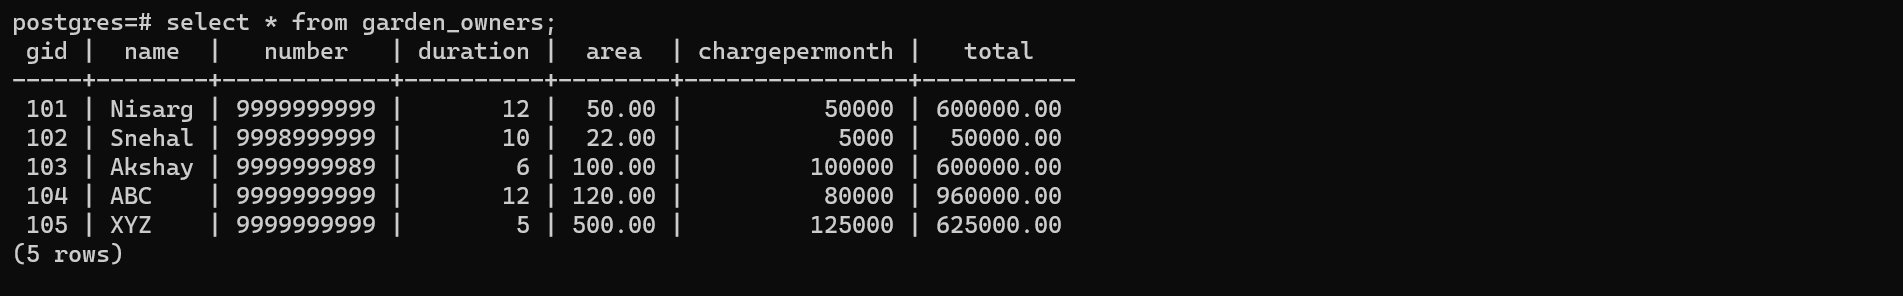 postgres=# select * from garden_owners;
 gid |  name  |   number   | duration |  area  | chargepermonth |   total
-----+--------+------------+----------+--------+----------------+-----------
 101 | Nisarg | 9999999999 |       12 |  50.00 |          50000 | 600000.00
 102 | Snehal | 9998999999 |       10 |  22.00 |           5000 |  50000.00
 103 | Akshay | 9999999989 |        6 | 100.00 |         100000 | 600000.00
 104 | ABC    | 9999999999 |       12 | 120.00 |          80000 | 960000.00
 105 | XYZ    | 9999999999 |        5 | 500.00 |         125000 | 625000.00
(5 rows)